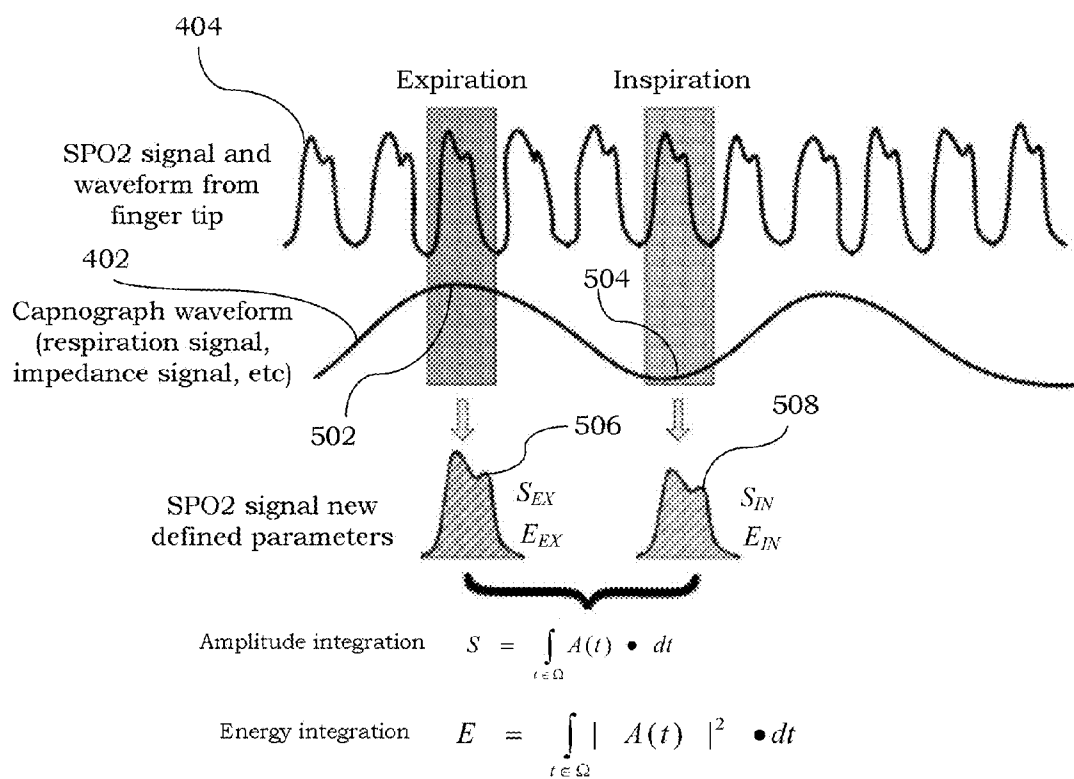 404
Expiration
Inspiration
SPO2 signal and
waveform from
finger tip
402
504
Capnograph waveform
(respiration signal,
impedance signal, etc)
502
506
508
SPO2 signal new
defined parameters
S_EX
E_EX
S_IN
E_IN
Amplitude integration S = ∫_{t∈Ω} A(t) • dt
Energy integration E = ∫_{t∈Ω} | A(t) |² • dt